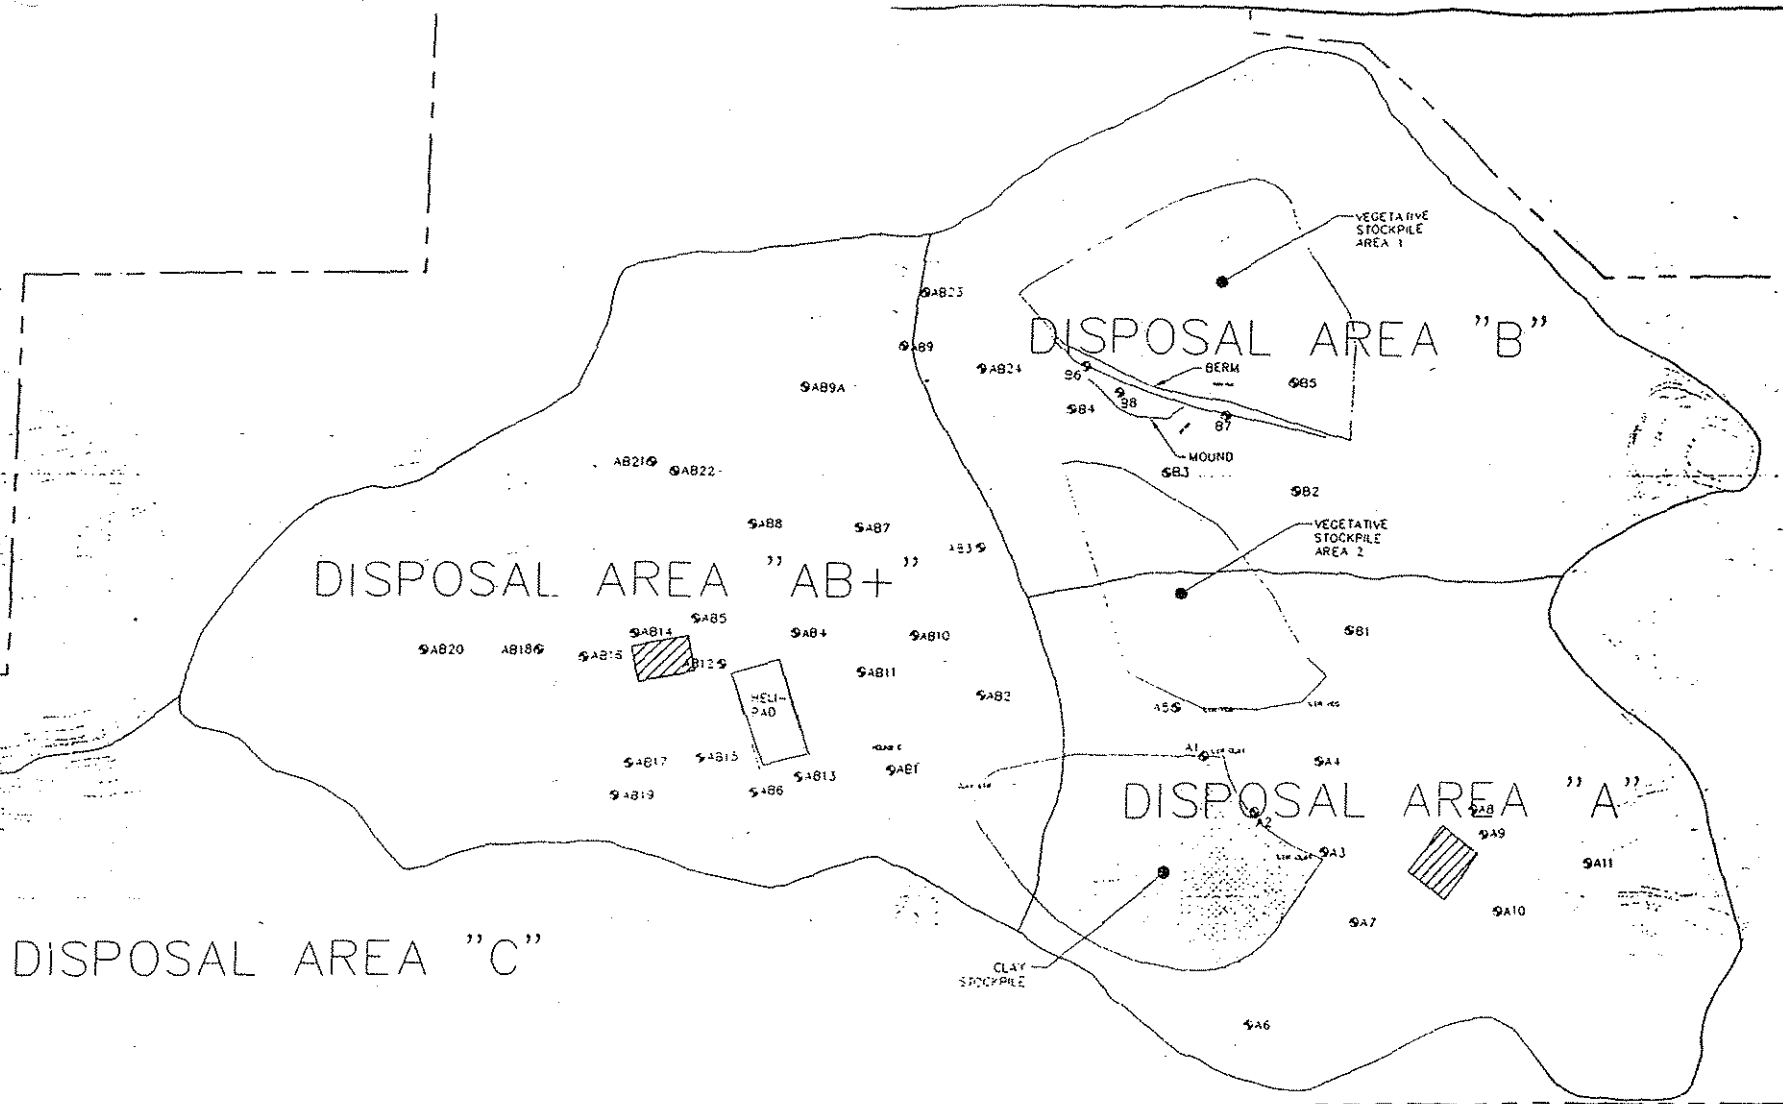 VEGETATIVE
STOCKPILE
AREA 1
AB23
DISPOSAL AREA "B"
AB9
AB24
B6
BERM
AB9A
B5
B8
B4
B7
MOUND
AB21
AB22
B3
B2
AB8
AB7
VEGETATIVE
STOCKPILE
AREA 2
AB3
DISPOSAL AREA "AB+"
AB5
AB14
AB4
AB10
B1
AB20
AB18
AB12
AB11
HELI-
PAD
AB2
A5
A1
AB17
AB15
A4
AB13
AB1
AB19
AB6
DISPOSAL AREA "A"
A8
A2
A9
A3
A11
A7
A10
DISPOSAL AREA "C"
CLAY
STOCKPILE
A6